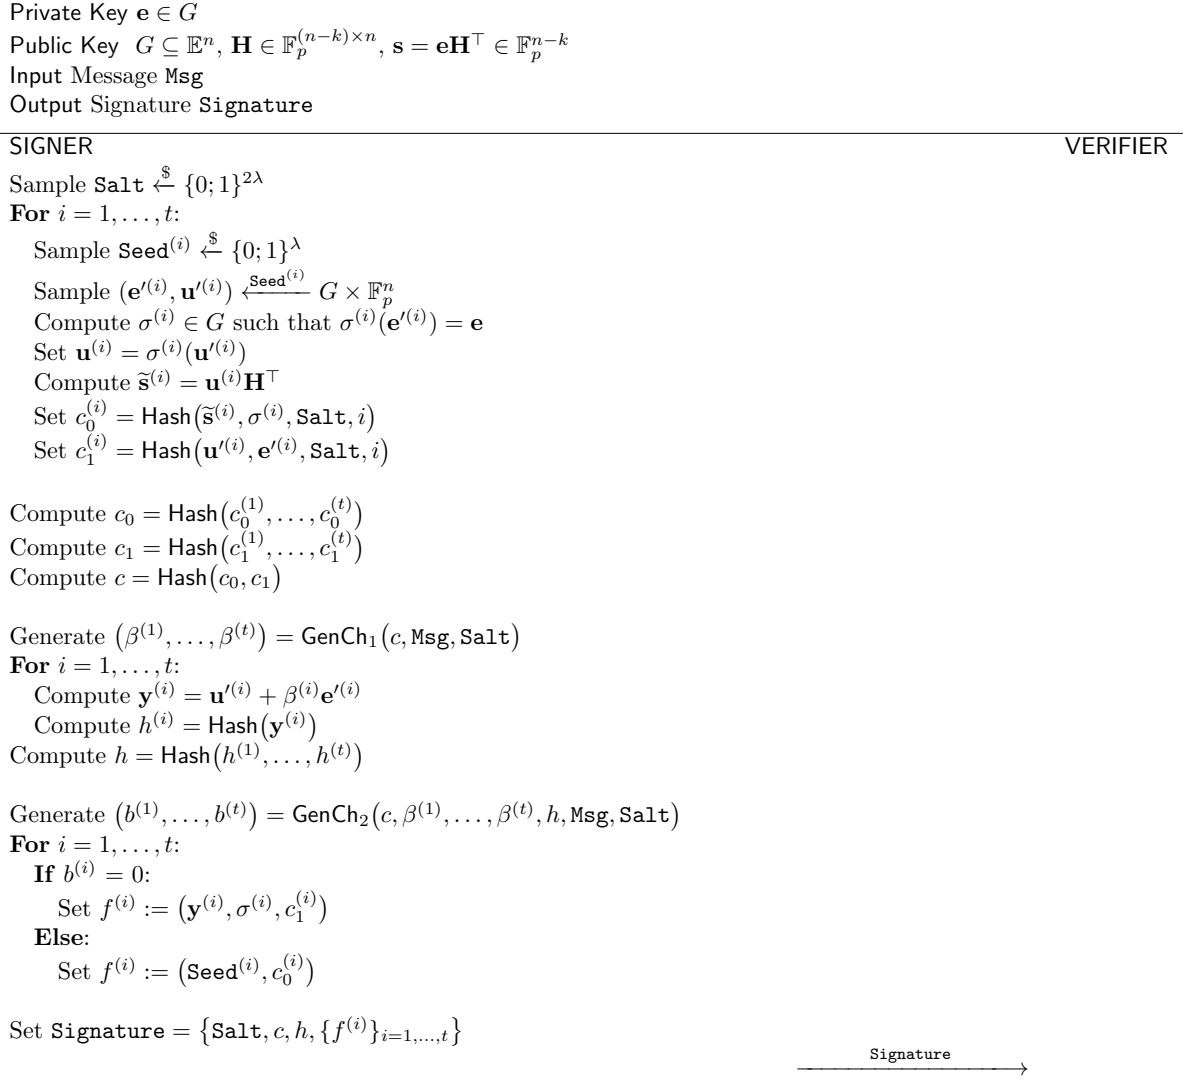 Private Key e ∈ G
Public Key G ⊆ 𝔼ⁿ, H ∈ 𝔽_p^{(n−k)×n}, s = eH^⊤ ∈ 𝔽_p^{n−k}
Input Message Msg
Output Signature Signature
SIGNER VERIFIER
Sample Salt ←$ {0; 1}^{2λ}
For i = 1, . . . , t:
Sample Seed^{(i)} ←$ {0; 1}^λ
Sample (e′^{(i)}, u′^{(i)}) ←Seed^{(i)} G × 𝔽_p^n
Compute σ^{(i)} ∈ G such that σ^{(i)}(e′^{(i)}) = e
Set u^{(i)} = σ^{(i)}(u′^{(i)})
Compute s̃^{(i)} = u^{(i)}H^⊤
Set c_0^{(i)} = Hash(s̃^{(i)}, σ^{(i)}, Salt, i)
Set c_1^{(i)} = Hash(u′^{(i)}, e′^{(i)}, Salt, i)
Compute c_0 = Hash(c_0^{(1)}, . . . , c_0^{(t)})
Compute c_1 = Hash(c_1^{(1)}, . . . , c_1^{(t)})
Compute c = Hash(c_0, c_1)
Generate (β^{(1)}, . . . , β^{(t)}) = GenCh_1(c, Msg, Salt)
For i = 1, . . . , t:
Compute y^{(i)} = u′^{(i)} + β^{(i)}e′^{(i)}
Compute h^{(i)} = Hash(y^{(i)})
Compute h = Hash(h^{(1)}, . . . , h^{(t)})
Generate (b^{(1)}, . . . , b^{(t)}) = GenCh_2(c, β^{(1)}, . . . , β^{(t)}, h, Msg, Salt)
For i = 1, . . . , t:
If b^{(i)} = 0:
Set f^{(i)} := (y^{(i)}, σ^{(i)}, c_1^{(i)})
Else:
Set f^{(i)} := (Seed^{(i)}, c_0^{(i)})
Set Signature = {Salt, c, h, {f^{(i)}}_{i=1,...,t}}
Signature